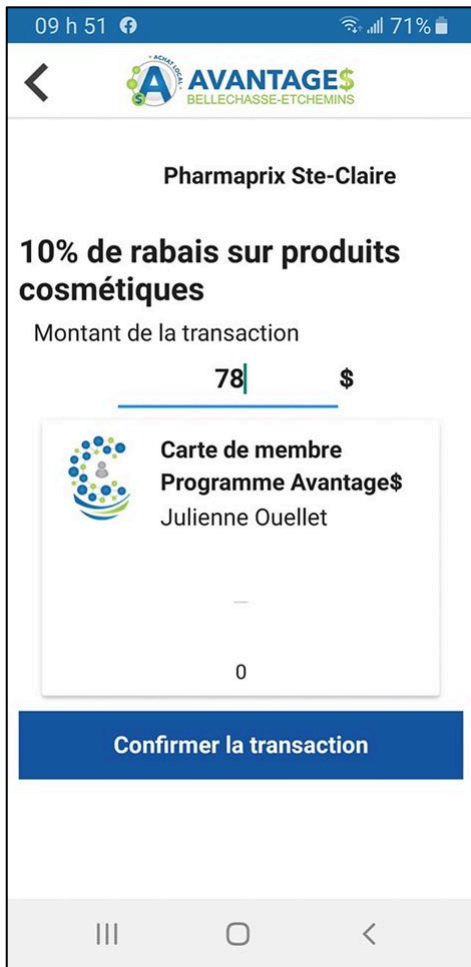 09 h 51 71%
ACHAT LOCAL
A AVANTAGE$
$ BELLECHASSE-ETCHEMINS
Pharmaprix Ste-Claire
10% de rabais sur produits
cosmétiques
Montant de la transaction
78 $
Carte de membre
Programme Avantage$
Julienne Ouellet
0
Confirmer la transaction